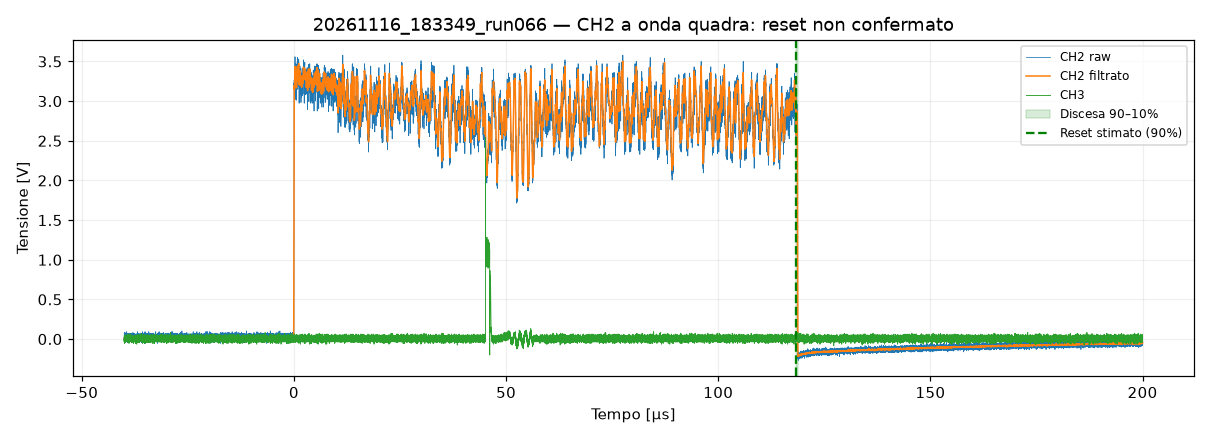 20261116_183349_run066 — CH2 a onda quadra: reset non confermato
Tensione [V]
3.5
3.0
2.5
2.0
1.5
1.0
0.5
0.0
CH2 raw
CH2 filtrato
CH3
Discesa 90–10%
Reset stimato (90%)
−50
0
50
100
150
200
Tempo [µs]